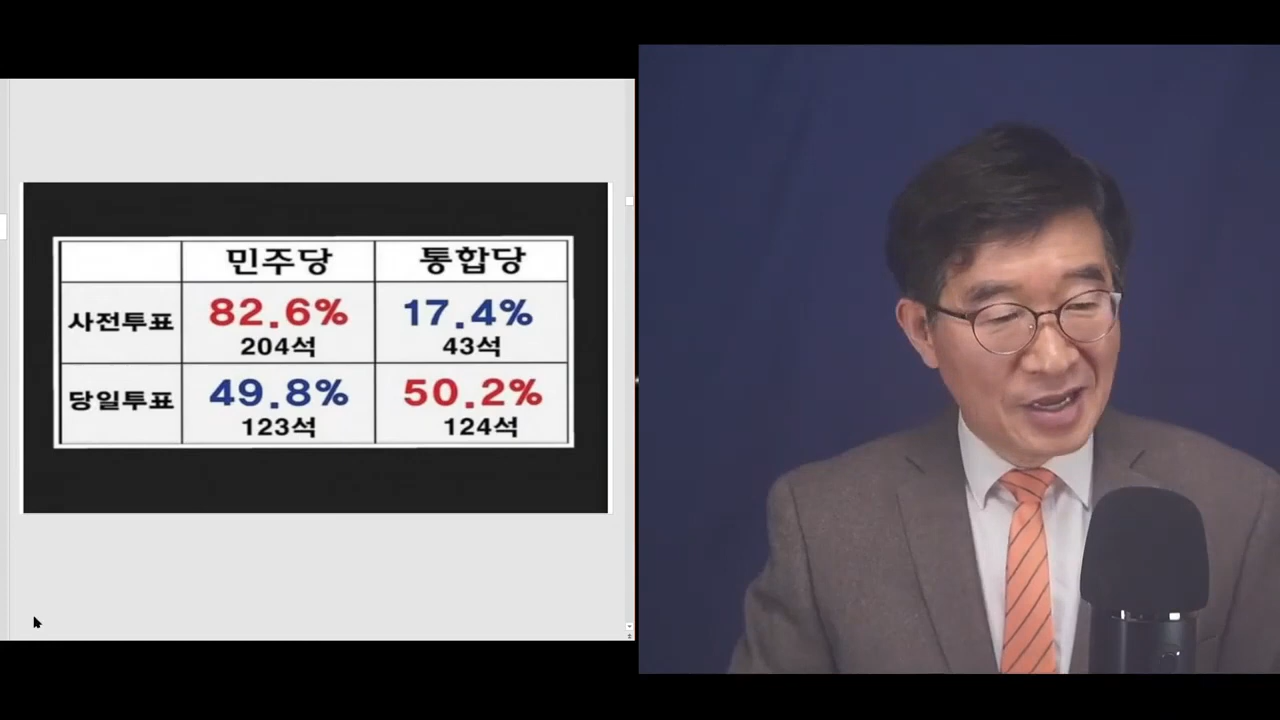 민주당 통합당
사전투표 82.6% 17.4%
204석 43석
당일투표 49.8% 50.2%
123석 124석